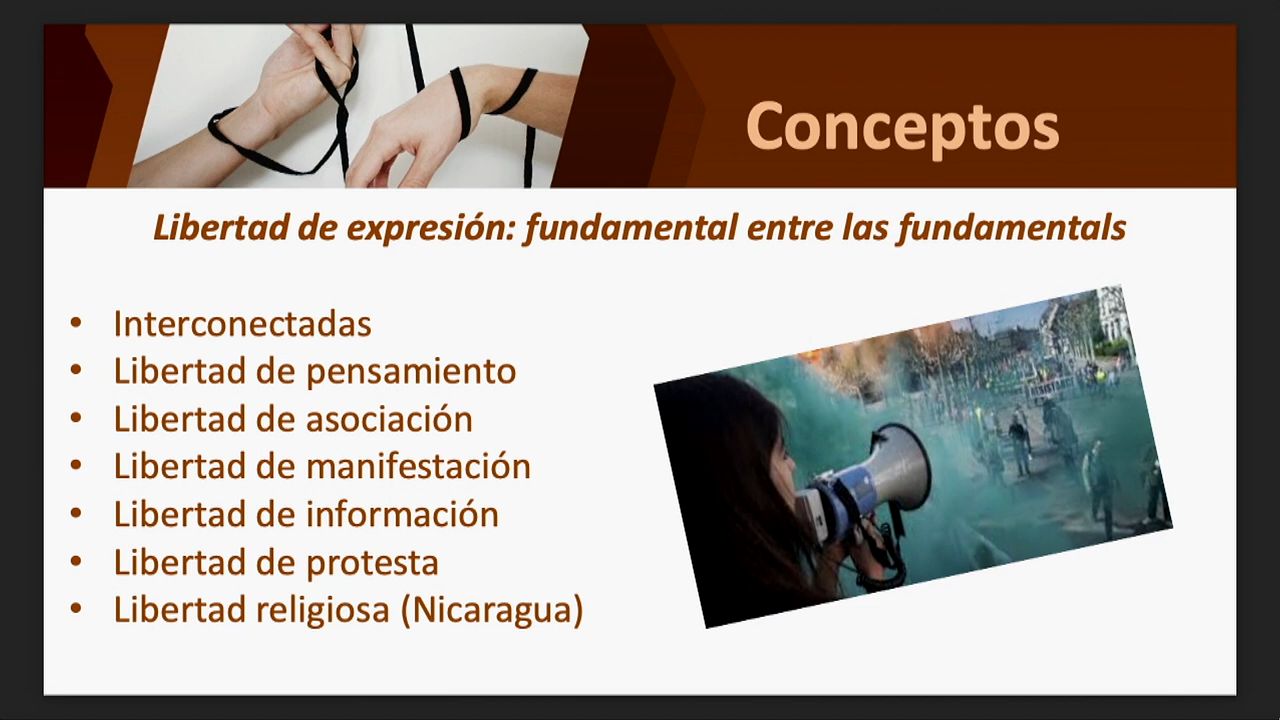 Conceptos
Libertad de expresión: fundamental entre las fundamentals
• Interconectadas
• Libertad de pensamiento
• Libertad de asociación
• Libertad de manifestación
• Libertad de información
• Libertad de protesta
• Libertad religiosa (Nicaragua)